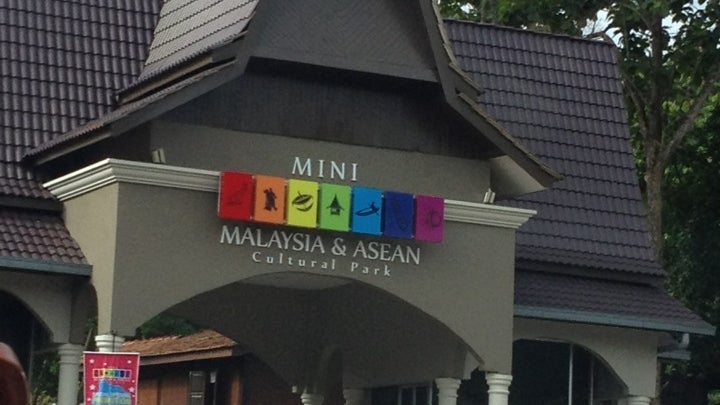 MINI
MALAYSIA & ASEAN
Cultural Park